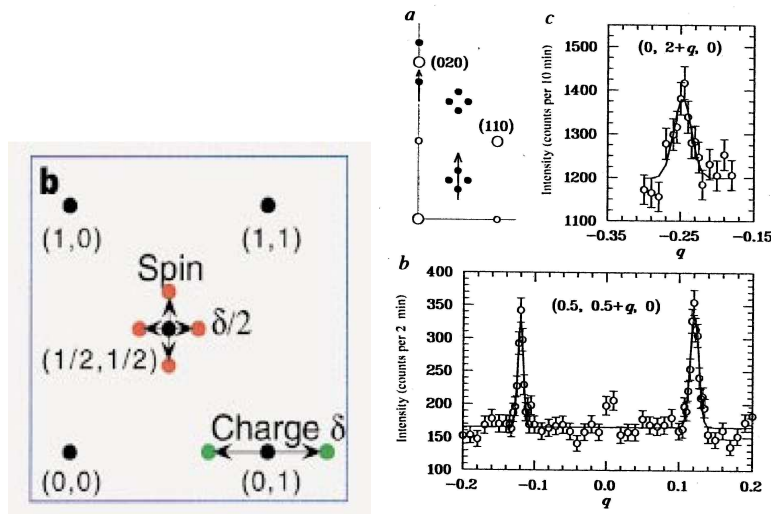 b
(1,0)
(1,1)
Spin
δ/2
(1/2,1/2)
Charge δ
(0,0)
(0,1)
a
(020)
(110)
c
(0, 2+q, 0)
Intensity (counts per 10 min)
1500
1400
1300
1200
1100
−0.35
−0.25
−0.15
q
b
(0.5, 0.5+q, 0)
Intensity (counts per 2 min)
400
350
300
250
200
150
100
−0.2
−0.1
0.0
0.1
0.2
q